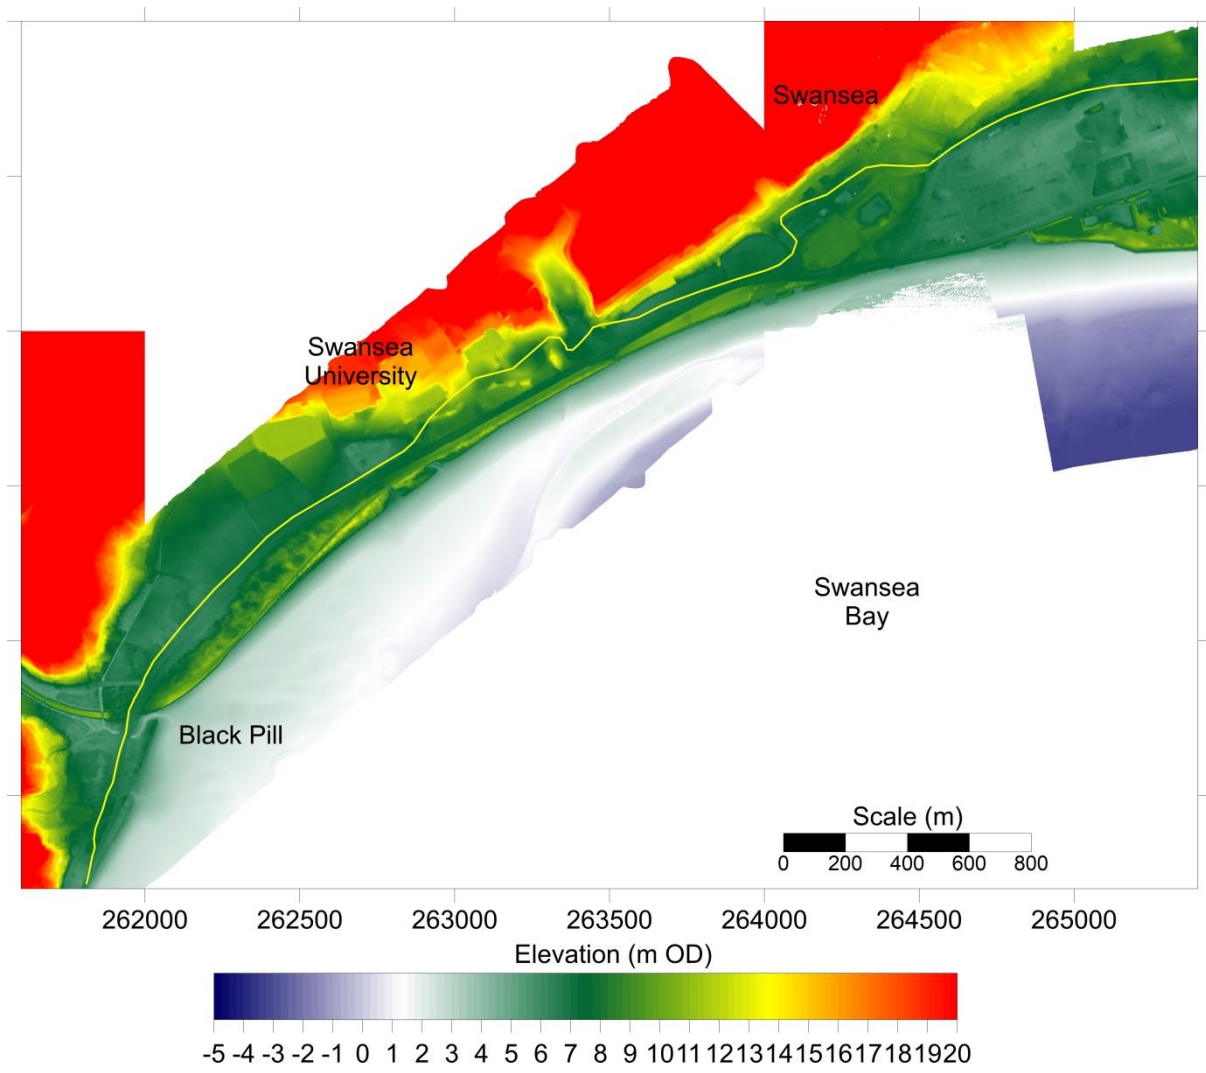 Swansea
Swansea
University
Swansea
Bay
Black Pill
Scale (m)
0 200 400 600 800
262000 262500 263000 263500 264000 264500 265000
Elevation (m OD)
-5 -4 -3 -2 -1 0 1 2 3 4 5 6 7 8 9 10 11 12 13 14 15 16 17 18 19 20